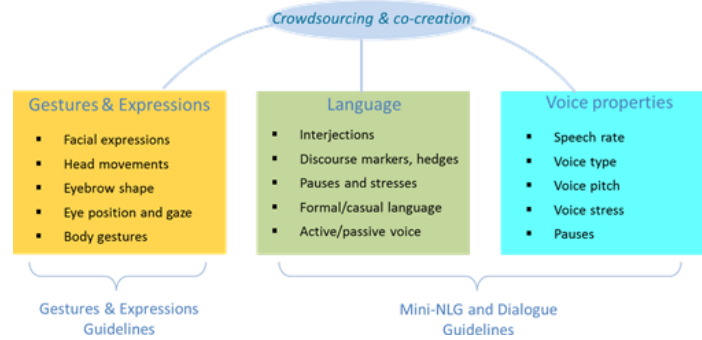 Crowdsourcing & co-creation
Gestures & Expressions
Facial expressions
Head movements
Eyebrow shape
Eye position and gaze
Body gestures
Language
Interjections
Discourse markers, hedges
Pauses and stresses
Formal/casual language
Active/passive voice
Voice properties
Speech rate
Voice type
Voice pitch
Voice stress
Pauses
Gestures & Expressions
Guidelines
Mini-NLG and Dialogue
Guidelines